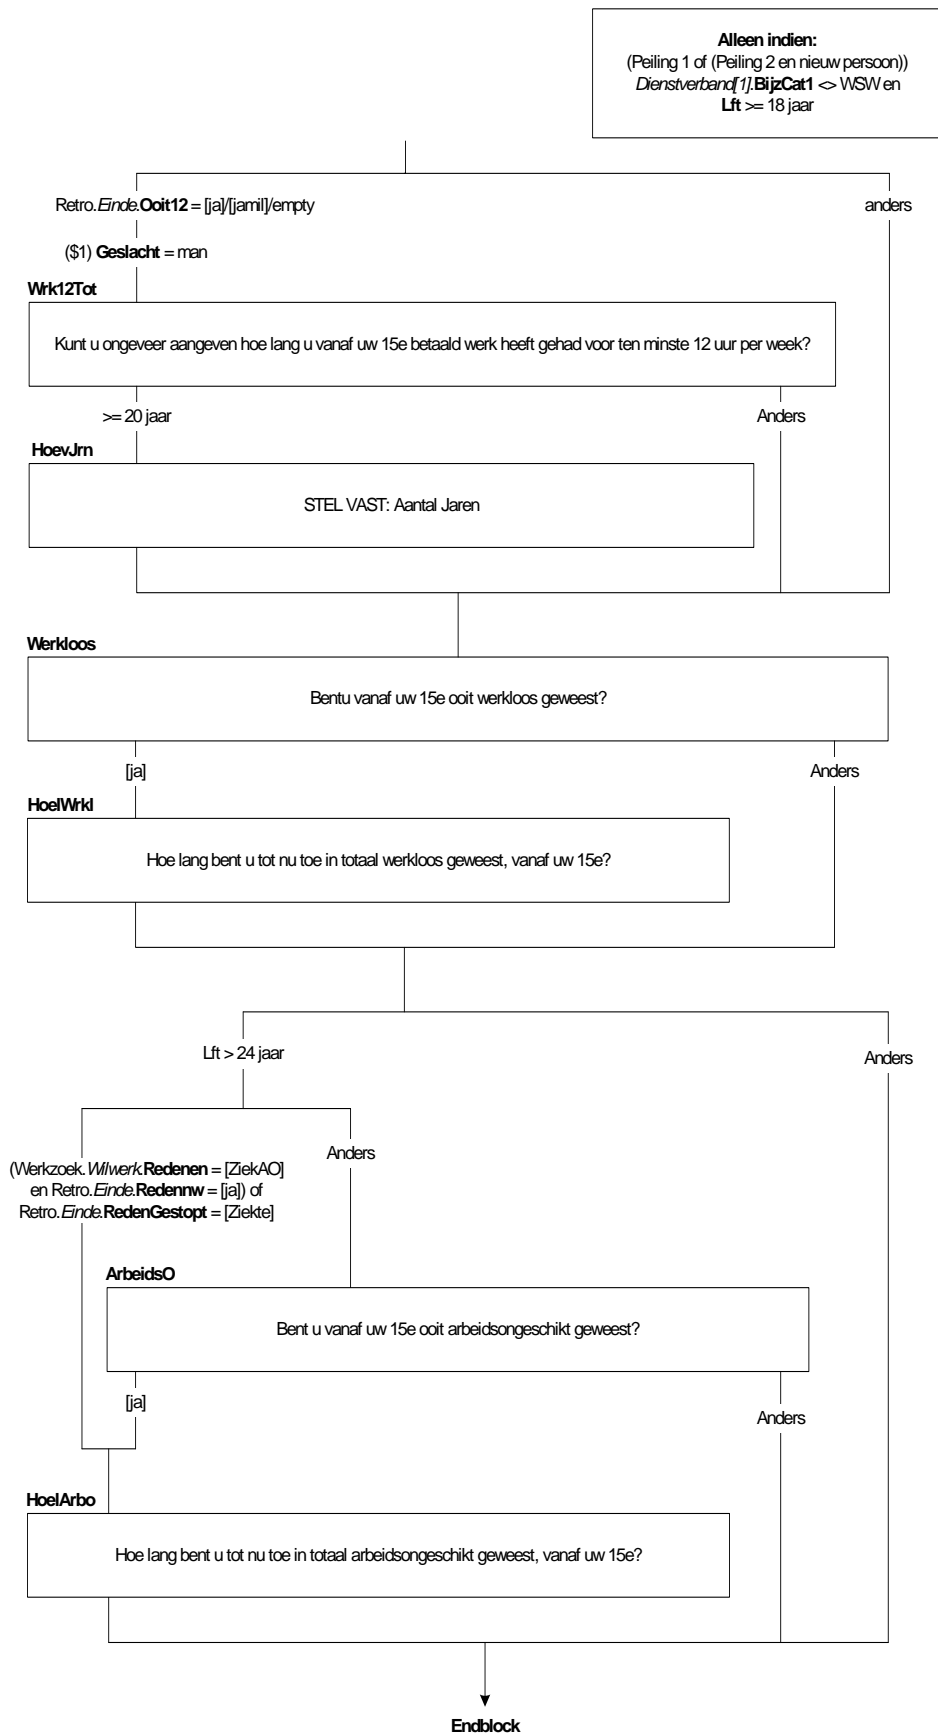 Alleen indien:
(Peiling 1 of (Peiling 2 en nieuw persoon))
Dienstverband[1].BijzCat1 <> WSW en
Lft >= 18 jaar
Retro.Einde.Ooit12 = [ja]/[jamil]/empty
anders
($1) Geslacht = man
Wrk12Tot
Kunt u ongeveer aangeven hoe lang u vanaf uw 15e betaald werk heeft gehad voor ten minste 12 uur per week?
>= 20 jaar
Anders
HoevJrn
STEL VAST: Aantal Jaren
Werkloos
Bentu vanaf uw 15e ooit werkloos geweest?
[ja]
Anders
HoelWrkl
Hoe lang bent u tot nu toe in totaal werkloos geweest, vanaf uw 15e?
Lft > 24 jaar
Anders
Anders
(Werkzoek.Wilwerk.Redenen = [ZiekAO]
en Retro.Einde.Redennw = [ja]) of
Retro.Einde.RedenGestopt = [Ziekte]
ArbeidsO
Bent u vanaf uw 15e ooit arbeidsongeschikt geweest?
[ja]
Anders
HoelArbo
Hoe lang bent u tot nu toe in totaal arbeidsongeschikt geweest, vanaf uw 15e?
Endblock